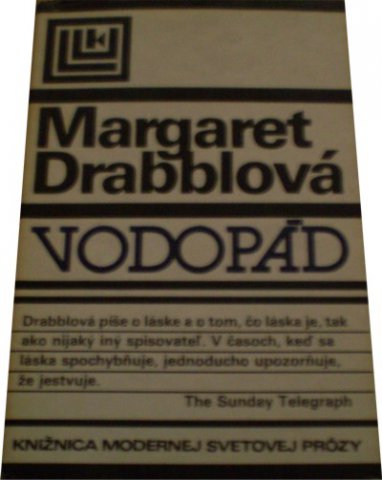 Margaret
Drabblová
VODOPÁD
Drabblová píše o láske a o tom, čo láska je, tak
ako nijaký iný spisovateľ. V časoch, keď sa
láska spochybňuje, jednoducho upozorňuje,
že jestvuje.
The Sunday Telegraph
KNIŽNICA MODERNEJ SVETOVEJ PRÓZY